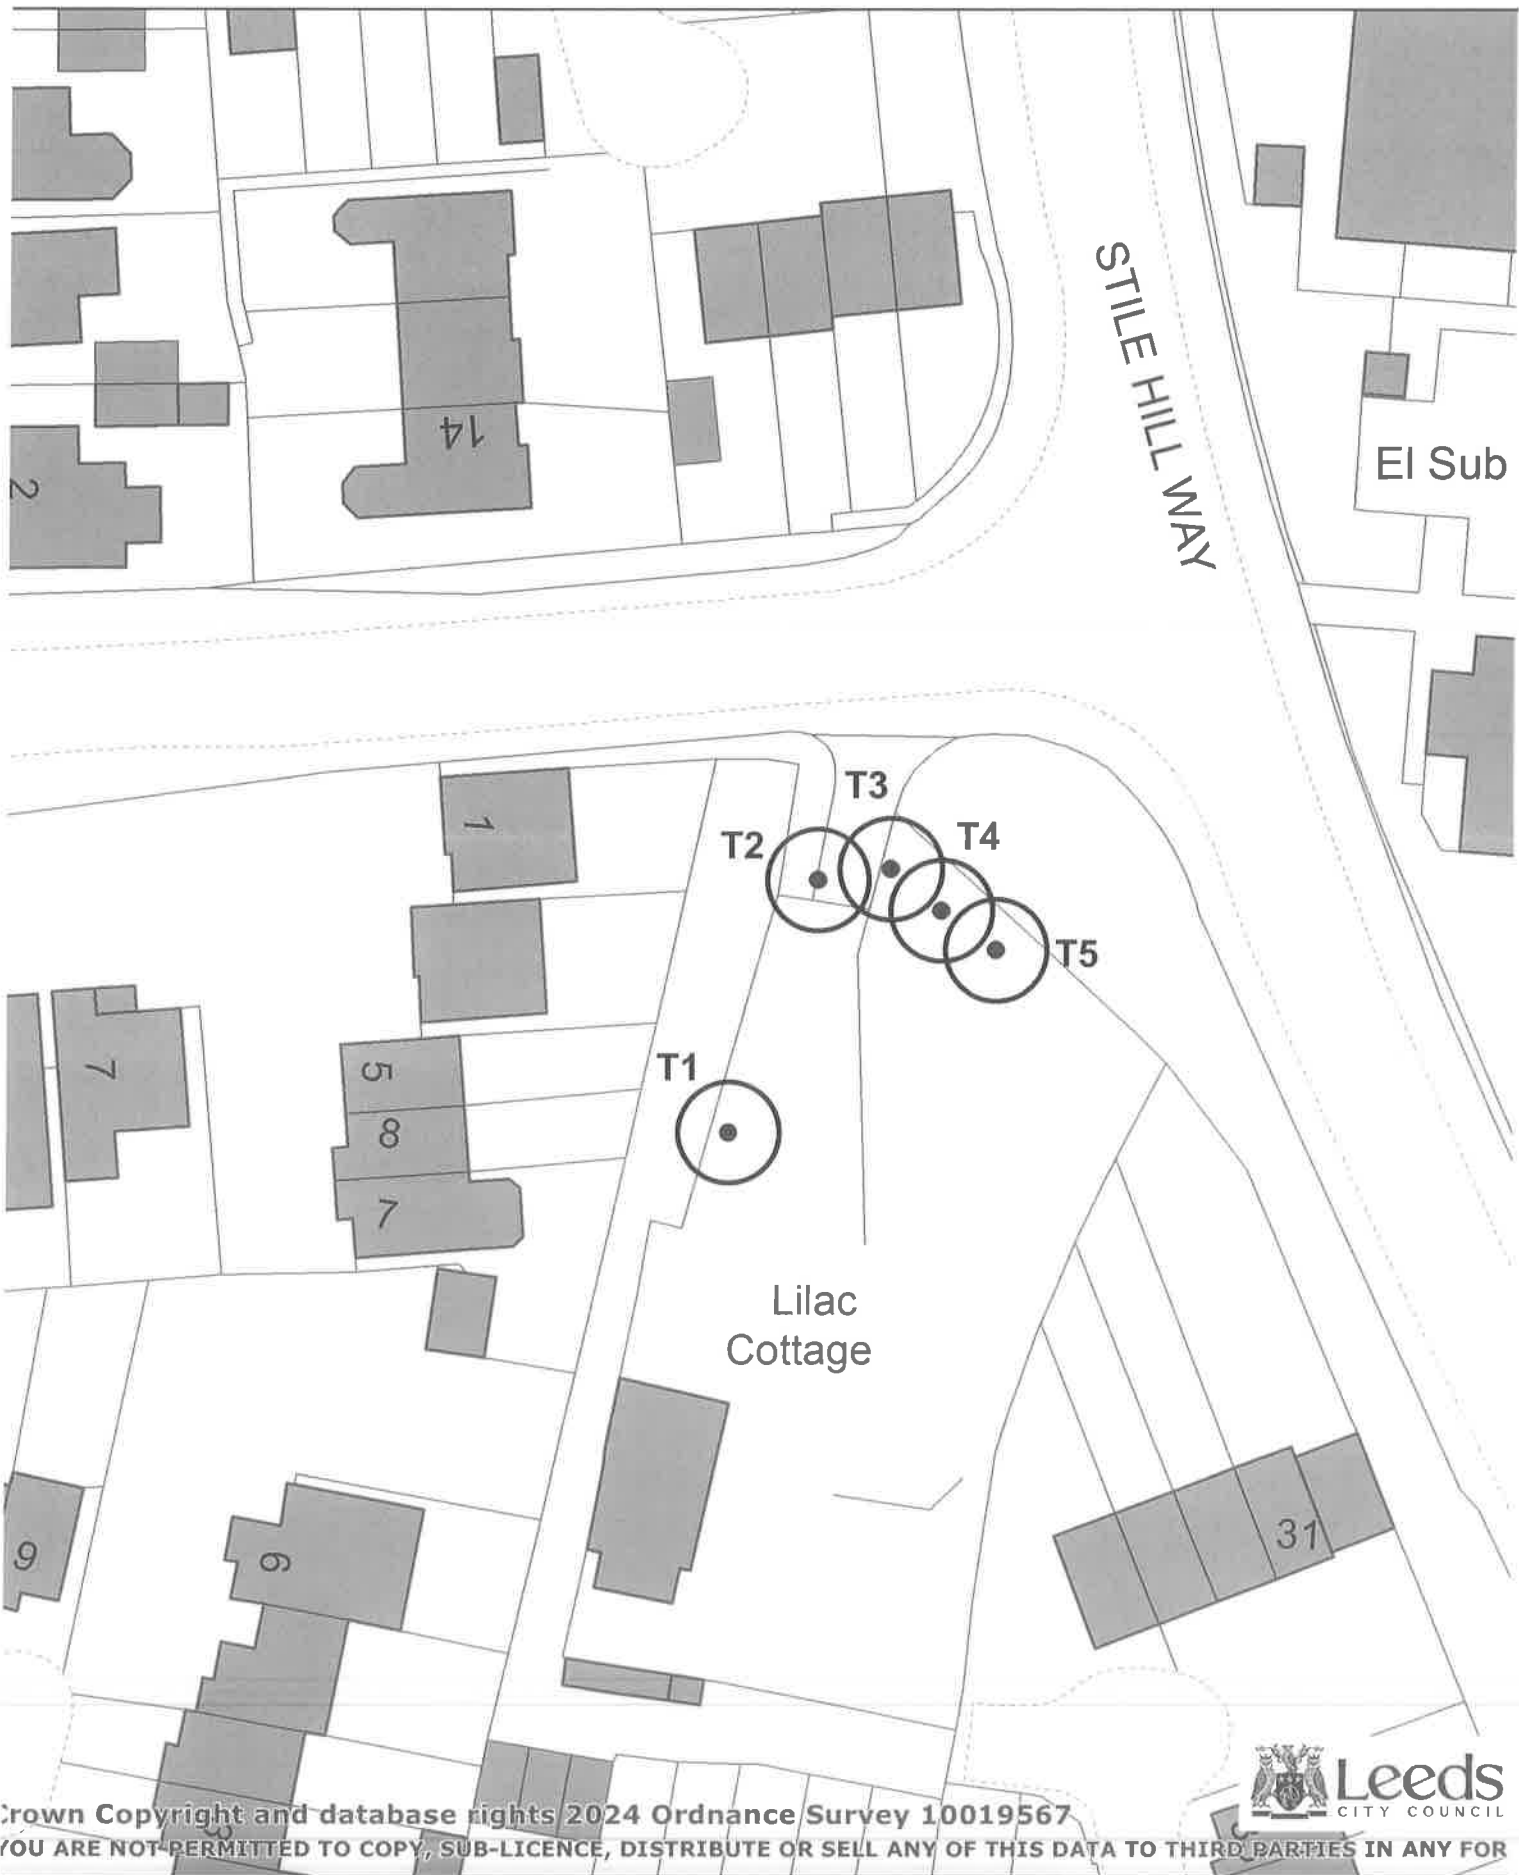 STILE HILL WAY
14
2
El Sub
T3
T4
T2
1
T5
7
T1
5
8
7
Lilac
Cottage
31
9
6
Leeds
CITY COUNCIL
Crown Copyright and database rights 2024 Ordnance Survey 10019567
YOU ARE NOT PERMITTED TO COPY, SUB-LICENCE, DISTRIBUTE OR SELL ANY OF THIS DATA TO THIRD PARTIES IN ANY FOR